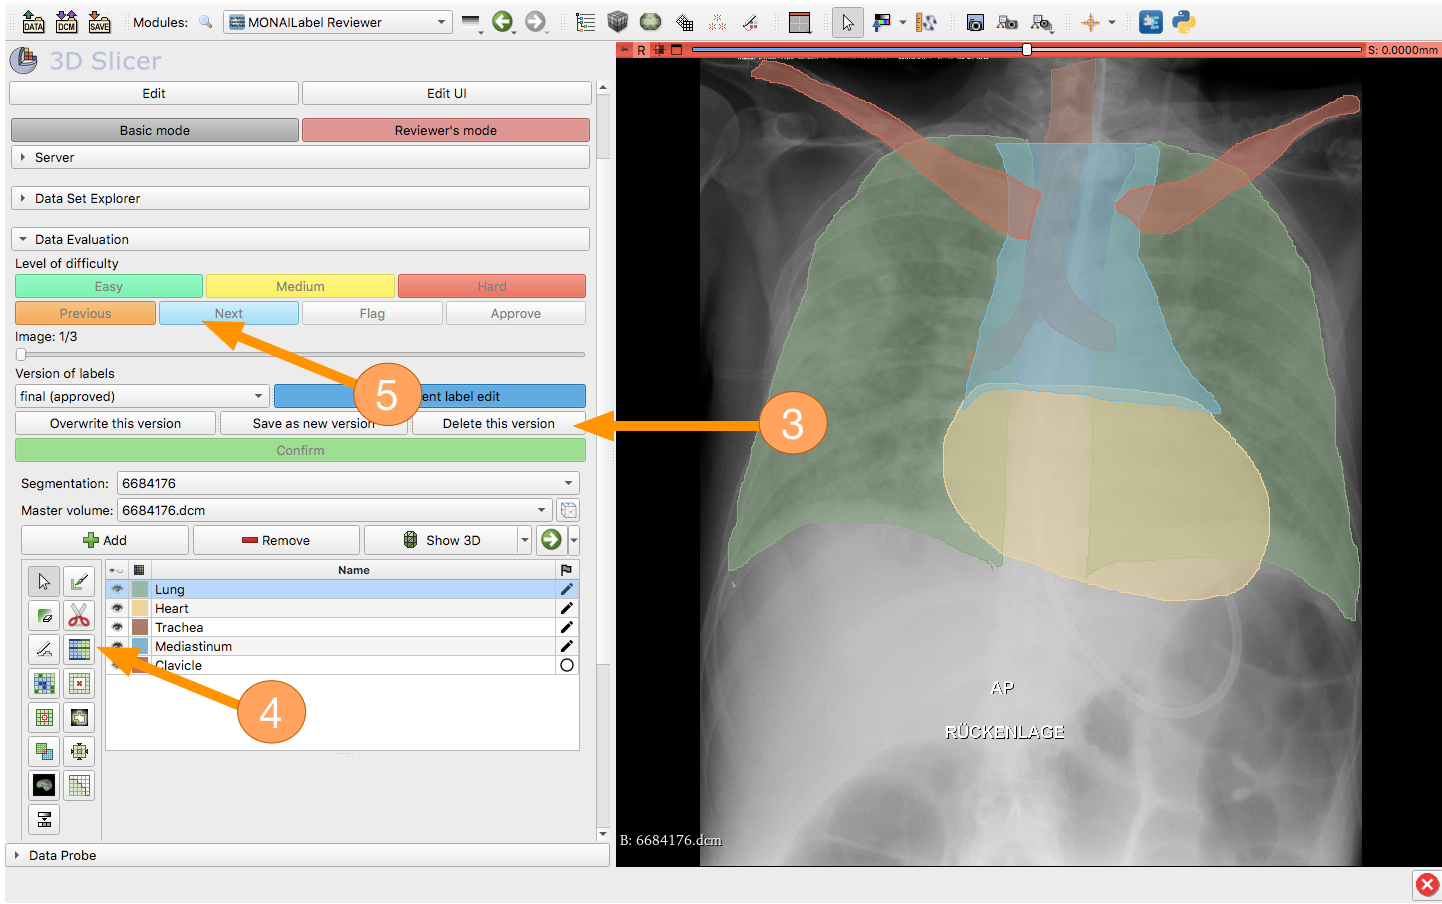 DATA DCM SAVE Modules: MONAILabel Reviewer
3D Slicer
R S: 0.0000mm
Edit Edit UI
Basic mode Reviewer's mode
Server
Data Set Explorer
Data Evaluation
Level of difficulty
Easy Medium Hard
Previous Next Flag Approve
Image: 1/3
Version of labels
final (approved) ent label edit
5
Overwrite this version Save as new version Delete this version
3
Confirm
Segmentation: 6684176
Master volume: 6684176.dcm
Add Remove Show 3D
Name
Lung
Heart
Trachea
Mediastinum
Clavicle
4
AP
RÜCKENLAGE
B: 6684176.dcm
Data Probe